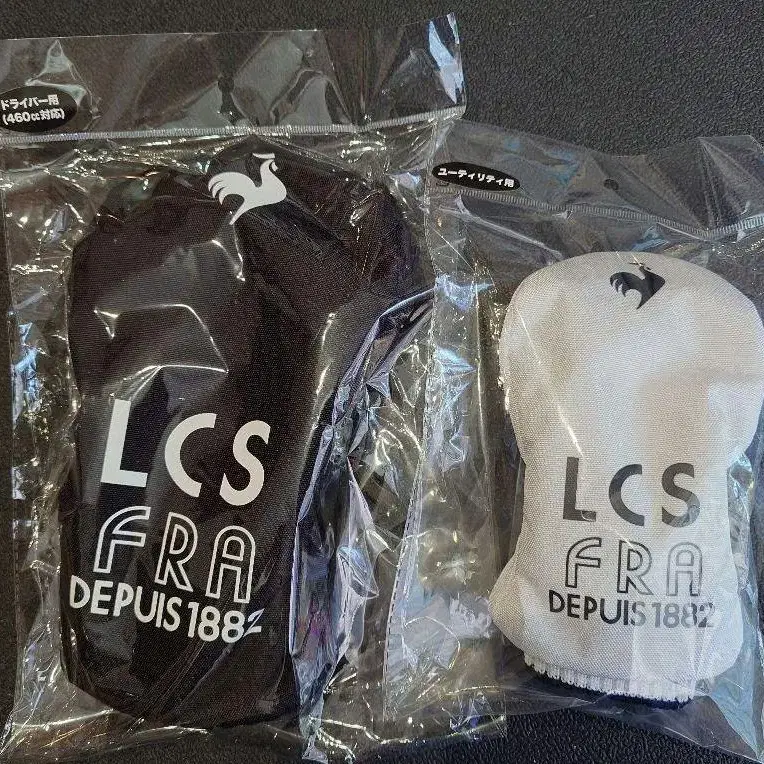 ドライバー用
(460cc対応)
LCS
FRA
DEPUIS 1882
ユーティリティ用
LCS
FRA
DEPUIS 1882